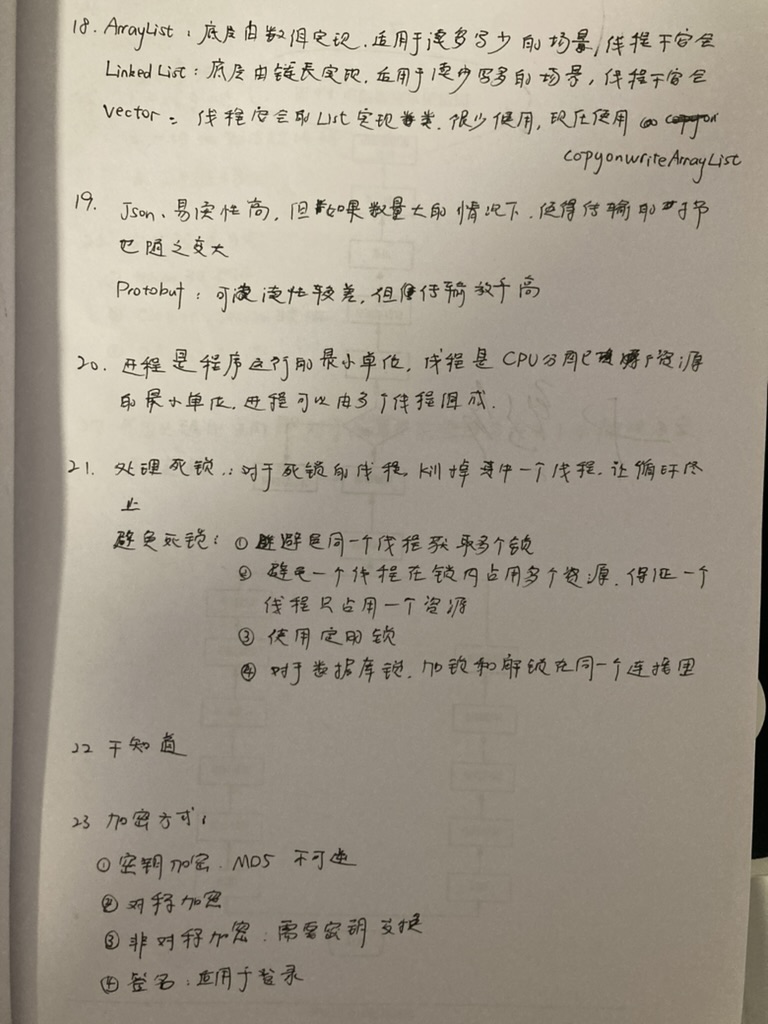 18. ArrayList：底层由数组实现，适用于读多写少的场景，线程不安全
Linked List：底层由链表实现，适用于读少写多的场景，线程不安全
Vector = 线程安全的List实现类，很少使用，现在使用
copyonwriteArrayList
19. Json、易读性高，但如果数量大的情况下，使得传输的字节
也随之变大
Protobuf：可读性较差，但传输效率高
20. 进程是程序运行的最小单位，线程是CPU分配资源
的最小单位，进程可以由多个线程组成.
21. 处理死锁：对于死锁的线程，kill掉其中一个线程，让循环终
止
避免死锁：①避免同一个线程获取多个锁
②避免一个线程在锁内占用多个资源，保证一个
线程只占用一个资源
③使用定时锁
④对于数据库锁，加锁和解锁在同一个连接里
22 不知道
23 加密方式：
①密钥加密. MD5 不可逆
②对称加密
③非对称加密：需要密钥交换
④签名：适用于登录